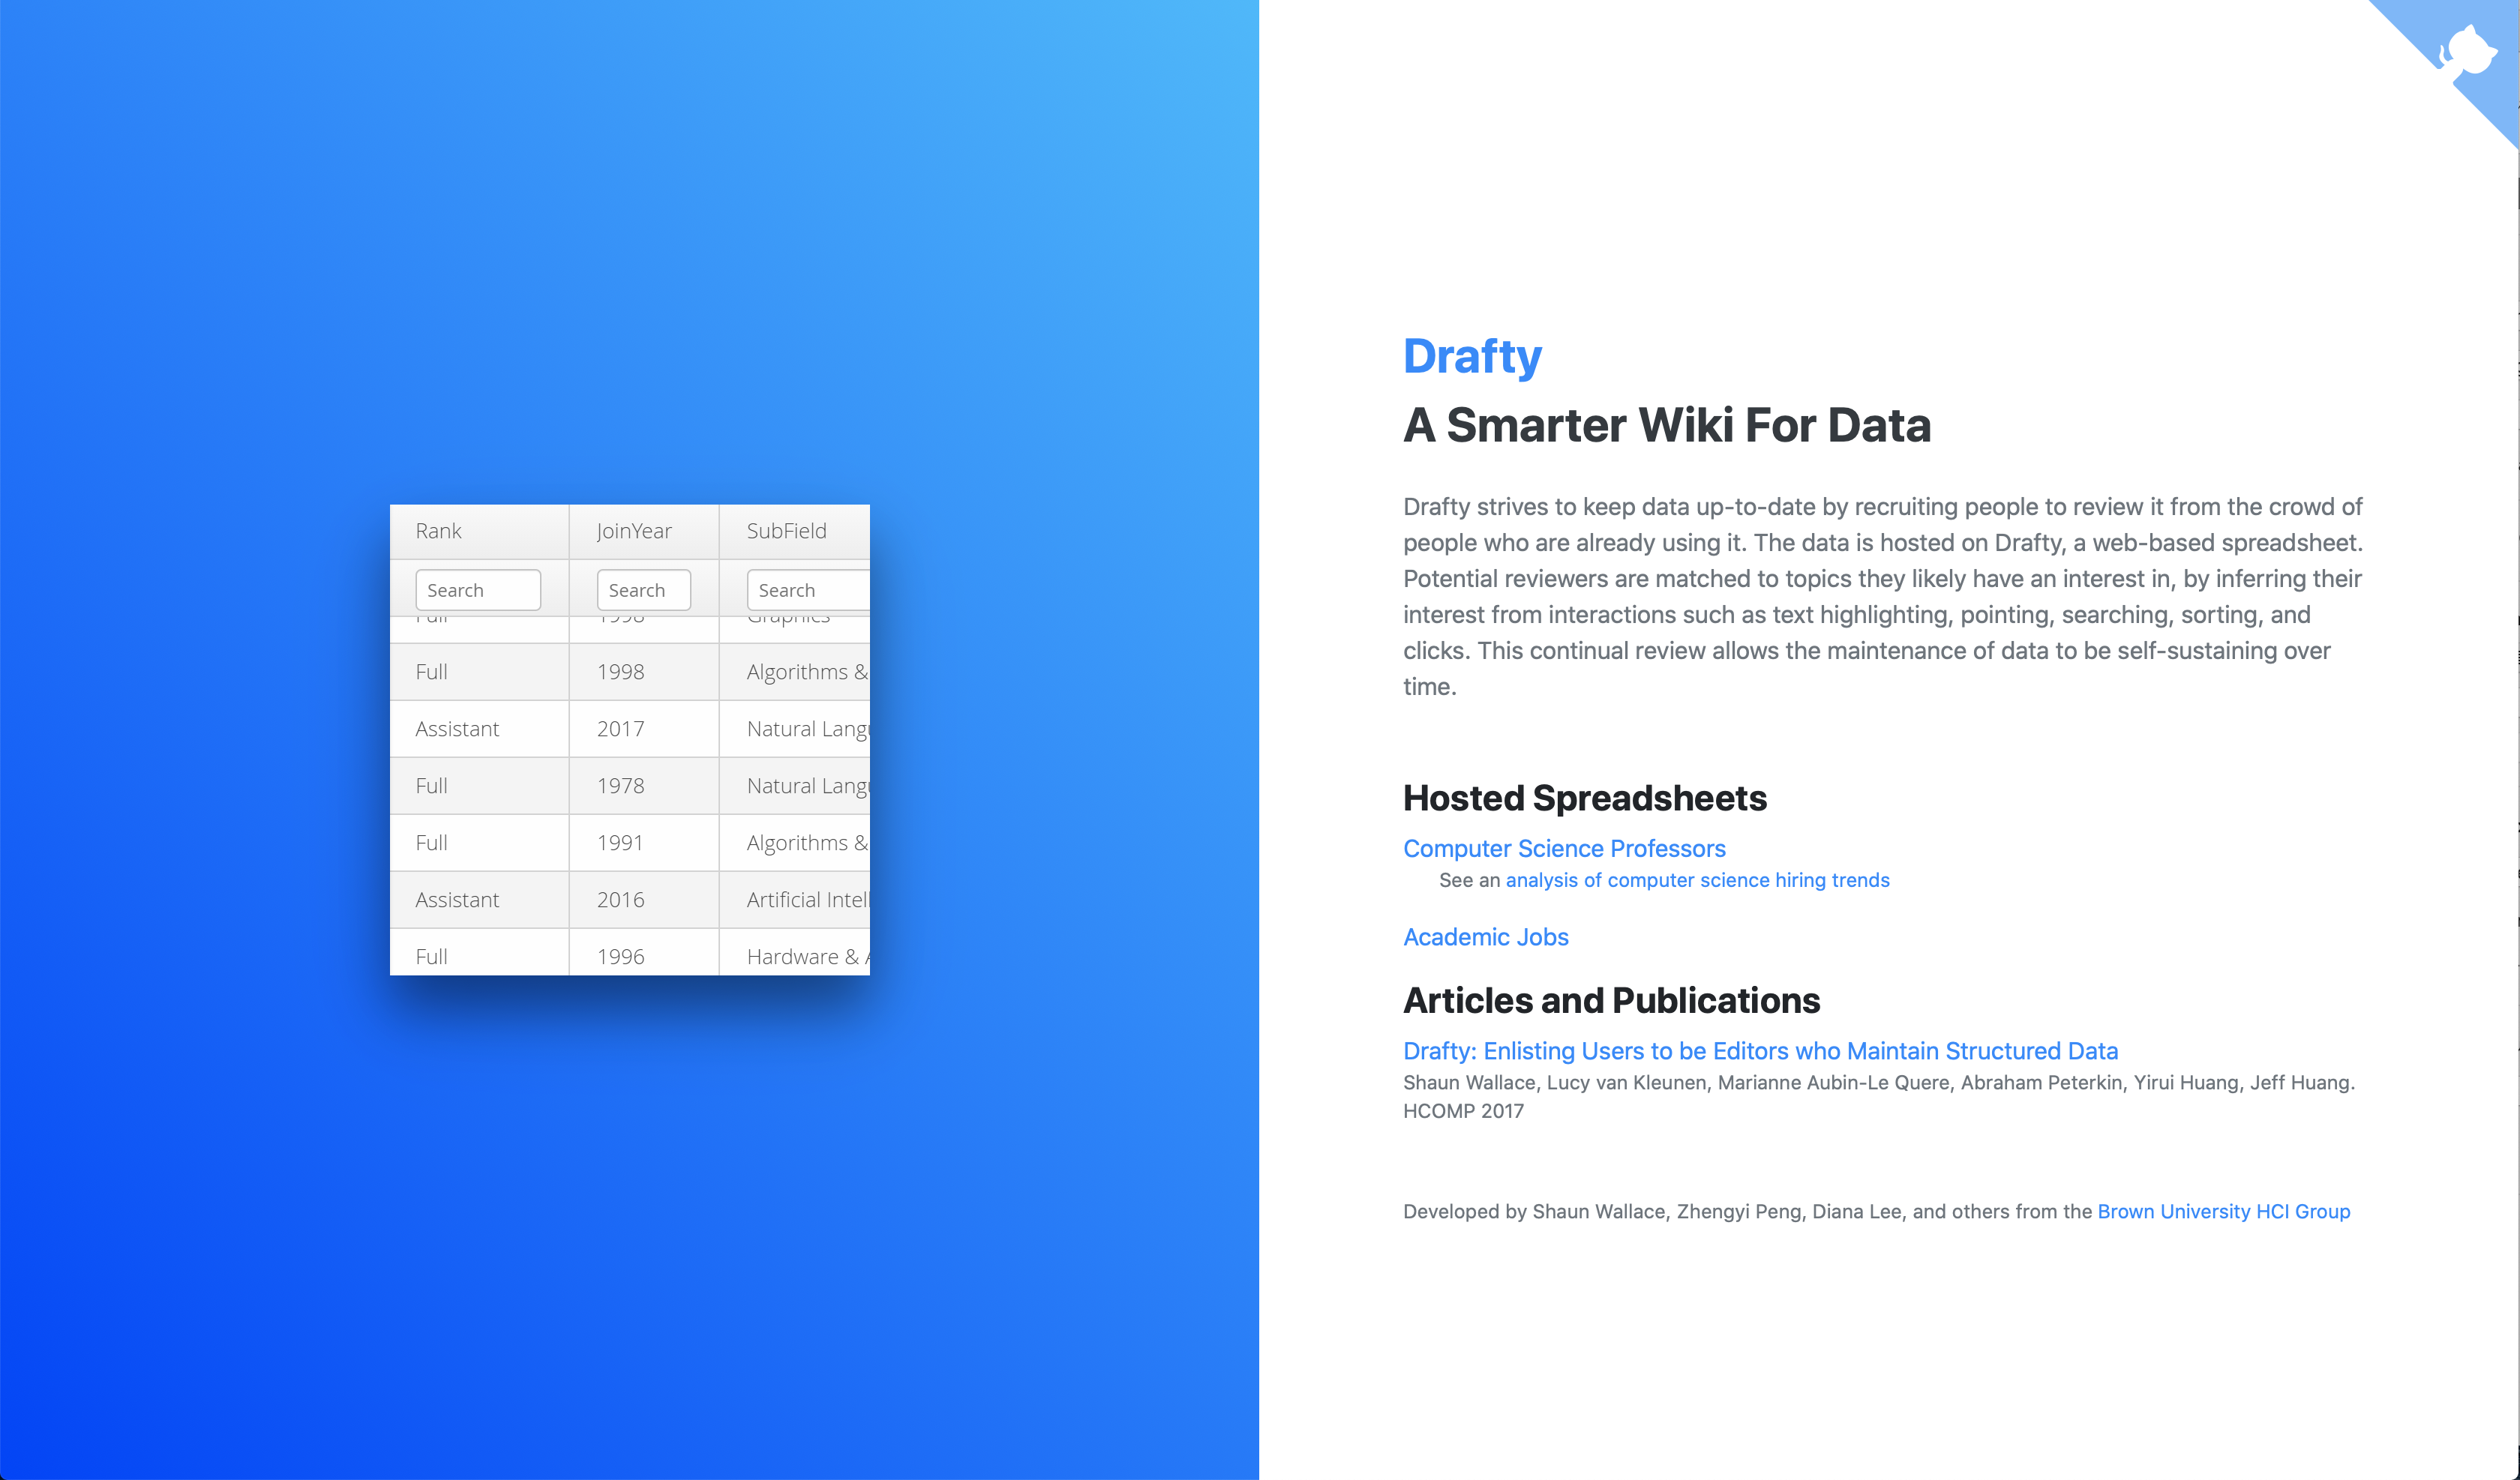 Rank JoinYear SubField
Search Search Search
Full 1998 Graphics
Full 1998 Algorithms &
Assistant 2017 Natural Lang
Full 1978 Natural Lang
Full 1991 Algorithms &
Assistant 2016 Artificial Intel
Full 1996 Hardware &
Drafty
A Smarter Wiki For Data
Drafty strives to keep data up-to-date by recruiting people to review it from the crowd of
people who are already using it. The data is hosted on Drafty, a web-based spreadsheet.
Potential reviewers are matched to topics they likely have an interest in, by inferring their
interest from interactions such as text highlighting, pointing, searching, sorting, and
clicks. This continual review allows the maintenance of data to be self-sustaining over
time.
Hosted Spreadsheets
Computer Science Professors
See an analysis of computer science hiring trends
Academic Jobs
Articles and Publications
Drafty: Enlisting Users to be Editors who Maintain Structured Data
Shaun Wallace, Lucy van Kleunen, Marianne Aubin-Le Quere, Abraham Peterkin, Yirui Huang, Jeff Huang.
HCOMP 2017
Developed by Shaun Wallace, Zhengyi Peng, Diana Lee, and others from the Brown University HCI Group